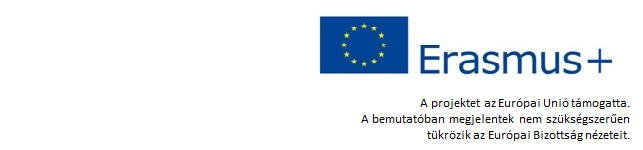 Erasmus+
A projektet az Európai Unió támogatta.
A bemutatóban megjelentek nem szükségszerűen
tükrözik az Európai Bizottság nézeteit.